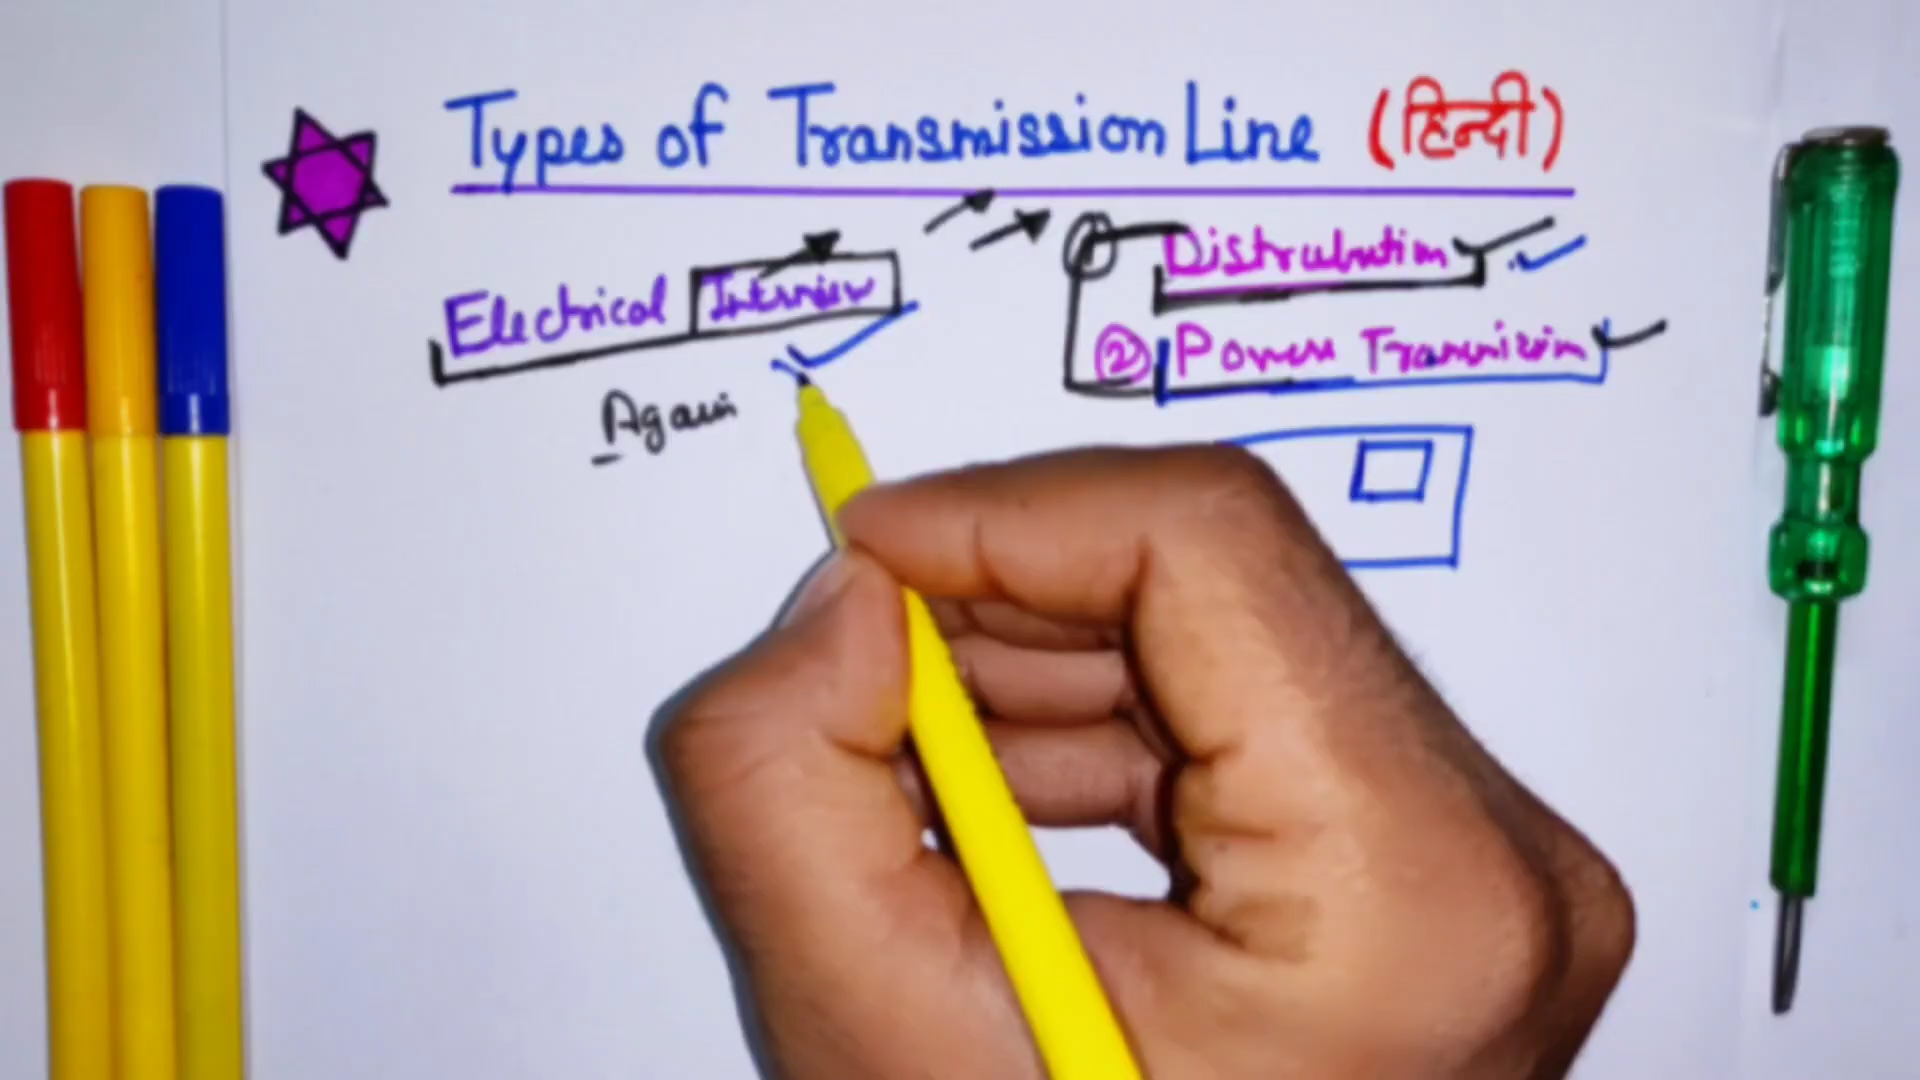 Types of Transmission Line (हिन्दी)
Electrical Interview
Again
Distrubution
② Power Transmission